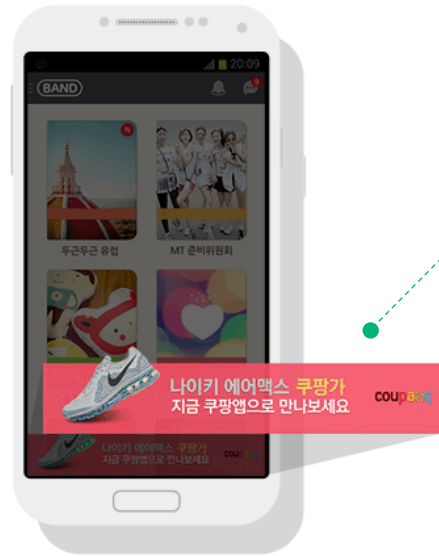 20:09
BAND
9
N
두근두근 유럽
MT 준비위원회
나이키 에어맥스 쿠팡가
지금 쿠팡앱으로 만나보세요
coupang
나이키 에어맥스 쿠팡가
지금 쿠팡앱으로 만나보세요
coupang